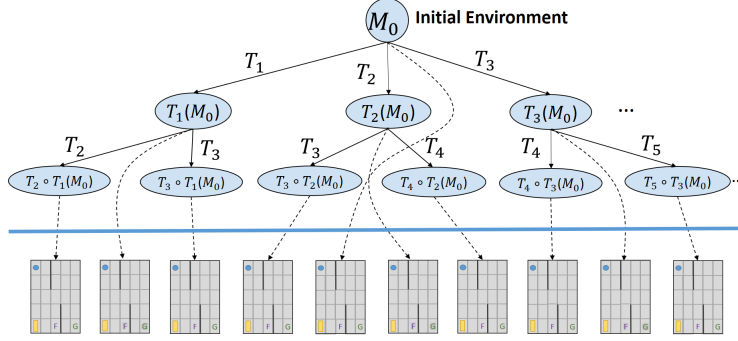 M₀ Initial Environment
T₁ T₂ T₃
T₁(M₀) T₂(M₀) T₃(M₀) ...
T₂ T₃ T₃ T₄ T₄ T₅
T₂ ∘ T₁(M₀) T₃ ∘ T₁(M₀) T₃ ∘ T₂(M₀) T₄ ∘ T₂(M₀) T₄ ∘ T₃(M₀) T₅ ∘ T₃(M₀) ...
F G F G F G F G F G F G F G F G F G F G